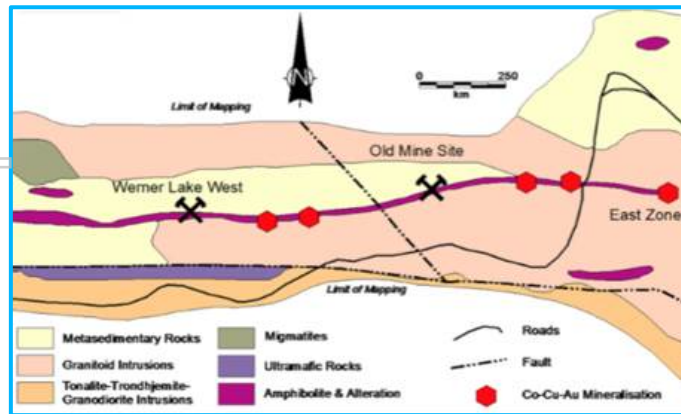 N
0 250
km
Limit of Mapping
Old Mine Site
Werner Lake West
East Zone
Limit of Mapping
Metasedimentary Rocks
Granitoid Intrusions
Tonalite-Trondhjemite-
Granodiorite Intrusions
Migmatites
Ultramafic Rocks
Amphibolite & Alteration
Roads
Fault
Co-Cu-Au Mineralisation